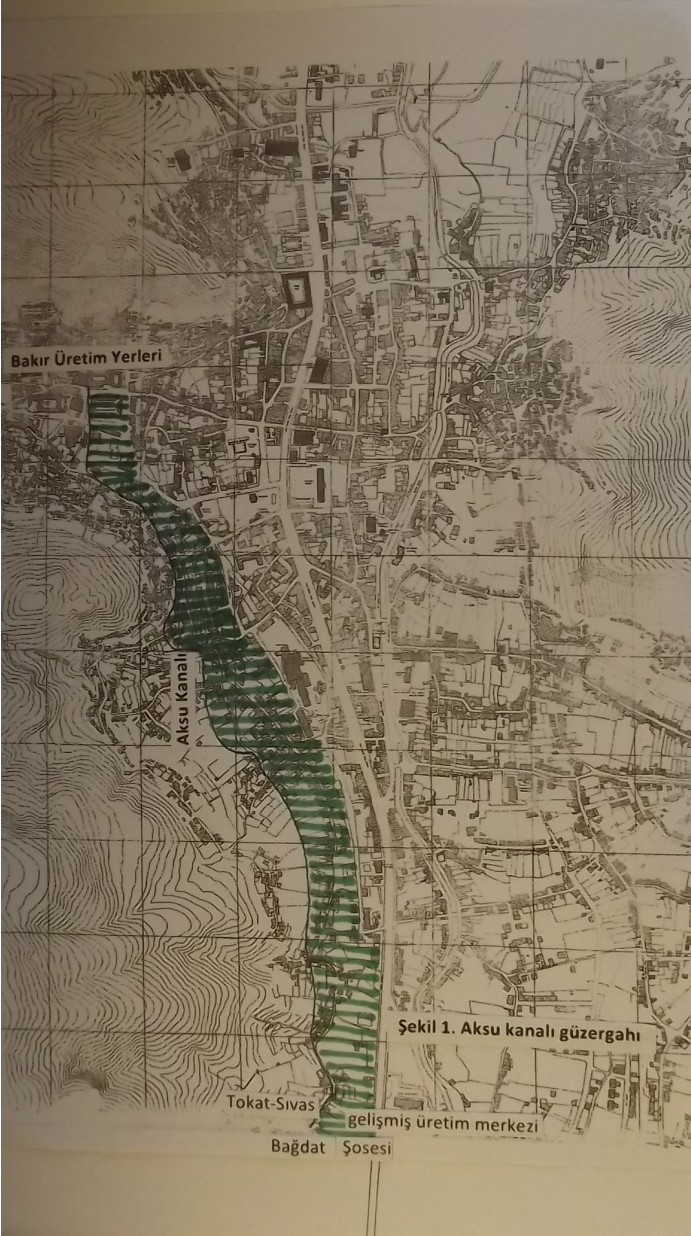 Bakır Üretim Yerleri
Aksu Kanalı
Şekil 1. Aksu kanalı güzergahı
Tokat-Sıvas
gelişmiş üretim merkezi
Bağdat Şosesi